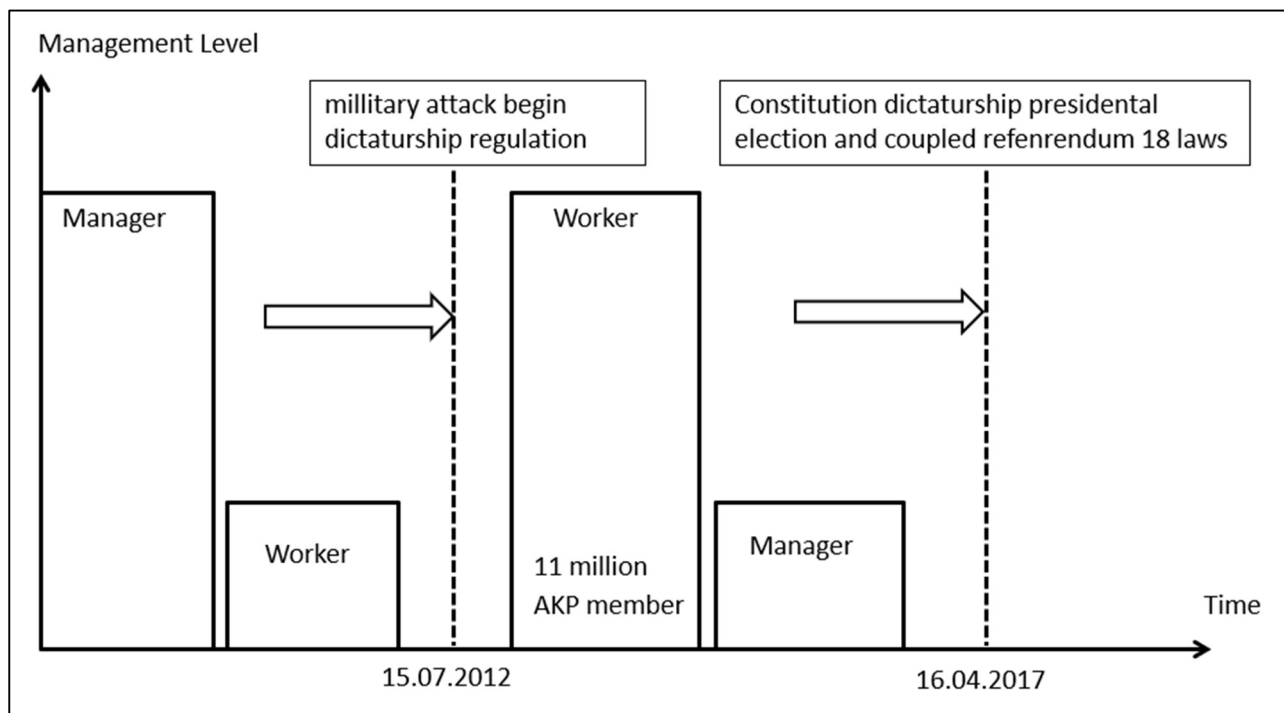 Management Level
millitary attack begin
dictaturship regulation
Constitution dictaturship presidental
election and coupled refenrendum 18 laws
Manager
Worker
Worker
11 million
AKP member
Manager
Time
15.07.2012
16.04.2017